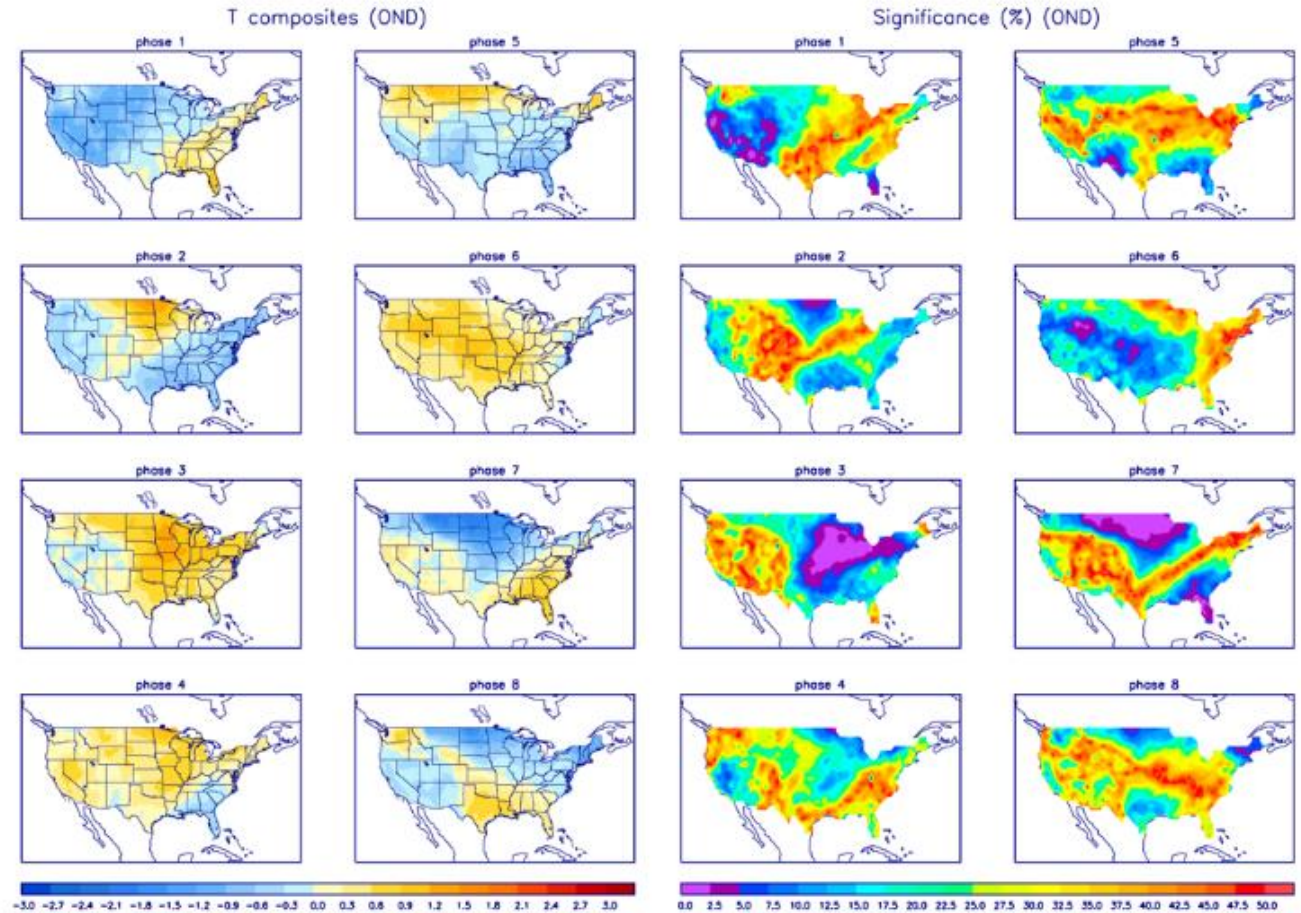 T composites (OND) Significance (%) (OND)
phase 1 phase 5 phase 1 phase 5
phase 2 phase 6 phase 2 phase 6
phase 3 phase 7 phase 3 phase 7
phase 4 phase 8 phase 4 phase 8
-3.0 -2.7 -2.4 -2.1 -1.8 -1.5 -1.2 -0.9 -0.6 -0.3 0.0 0.3 0.6 0.9 1.2 1.5 1.8 2.1 2.4 2.7 3.0 0.0 2.5 5.0 7.5 10.0 12.5 15.0 17.5 20.0 22.5 25.0 27.5 30.0 32.5 35.0 37.5 40.0 42.5 45.0 47.5 50.0